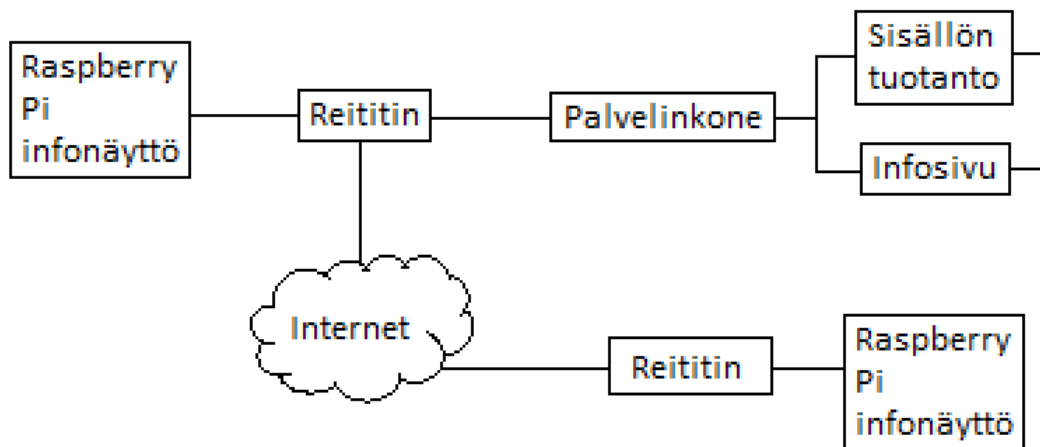 Raspberry
Pi
infonäyttö
Reititin
Palvelinkone
Sisällön
tuotanto
Infosivu
Internet
Reititin
Raspberry
Pi
infonäyttö